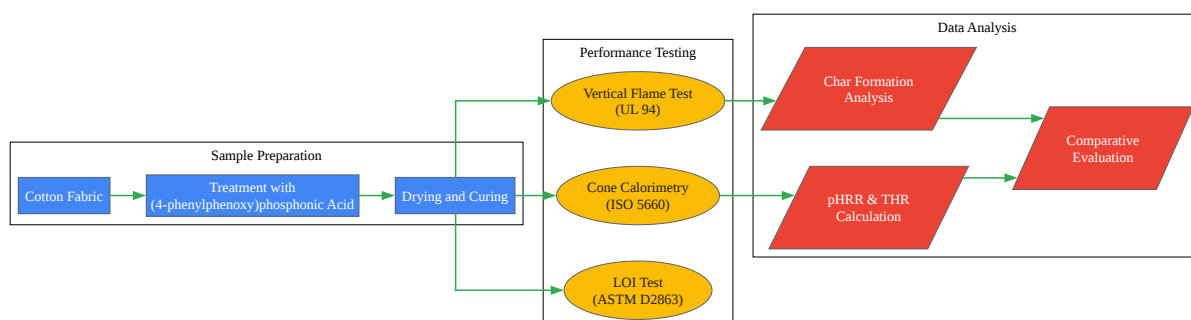 Sample Preparation
Cotton Fabric
Treatment with
(4-phenylphenoxy)phosphonic Acid
Drying and Curing
Performance Testing
Vertical Flame Test
(UL 94)
Cone Calorimetry
(ISO 5660)
LOI Test
(ASTM D2863)
Data Analysis
Char Formation
Analysis
pHRR & THR
Calculation
Comparative
Evaluation